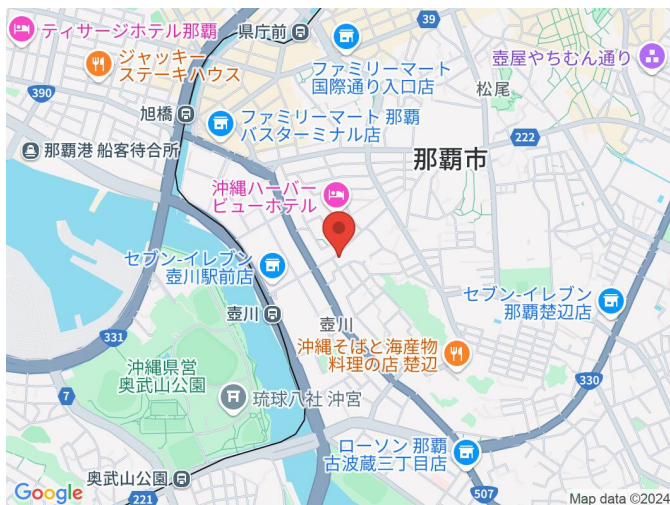 ティサージホテル那覇
県庁前
39
ジャッキー
ステーキハウス
ファミリーマート
国際通り入口店
松尾
壺屋やちむん通り
390
旭橋
ファミリーマート 那覇
バスターミナル店
222
那覇港 船客待合所
那覇市
沖縄ハーバー
ビューホテル
セブン-イレブン
壺川駅前店
セブン-イレブン
那覇楚辺店
壺川
331
壺川
沖縄そばと海産物
料理の店 楚辺
沖縄県営
奥武山公園
330
7
琉球八社 沖宮
ローソン 那覇
古波蔵三丁目店
奥武山公園
221
507
Google
Map data ©2024